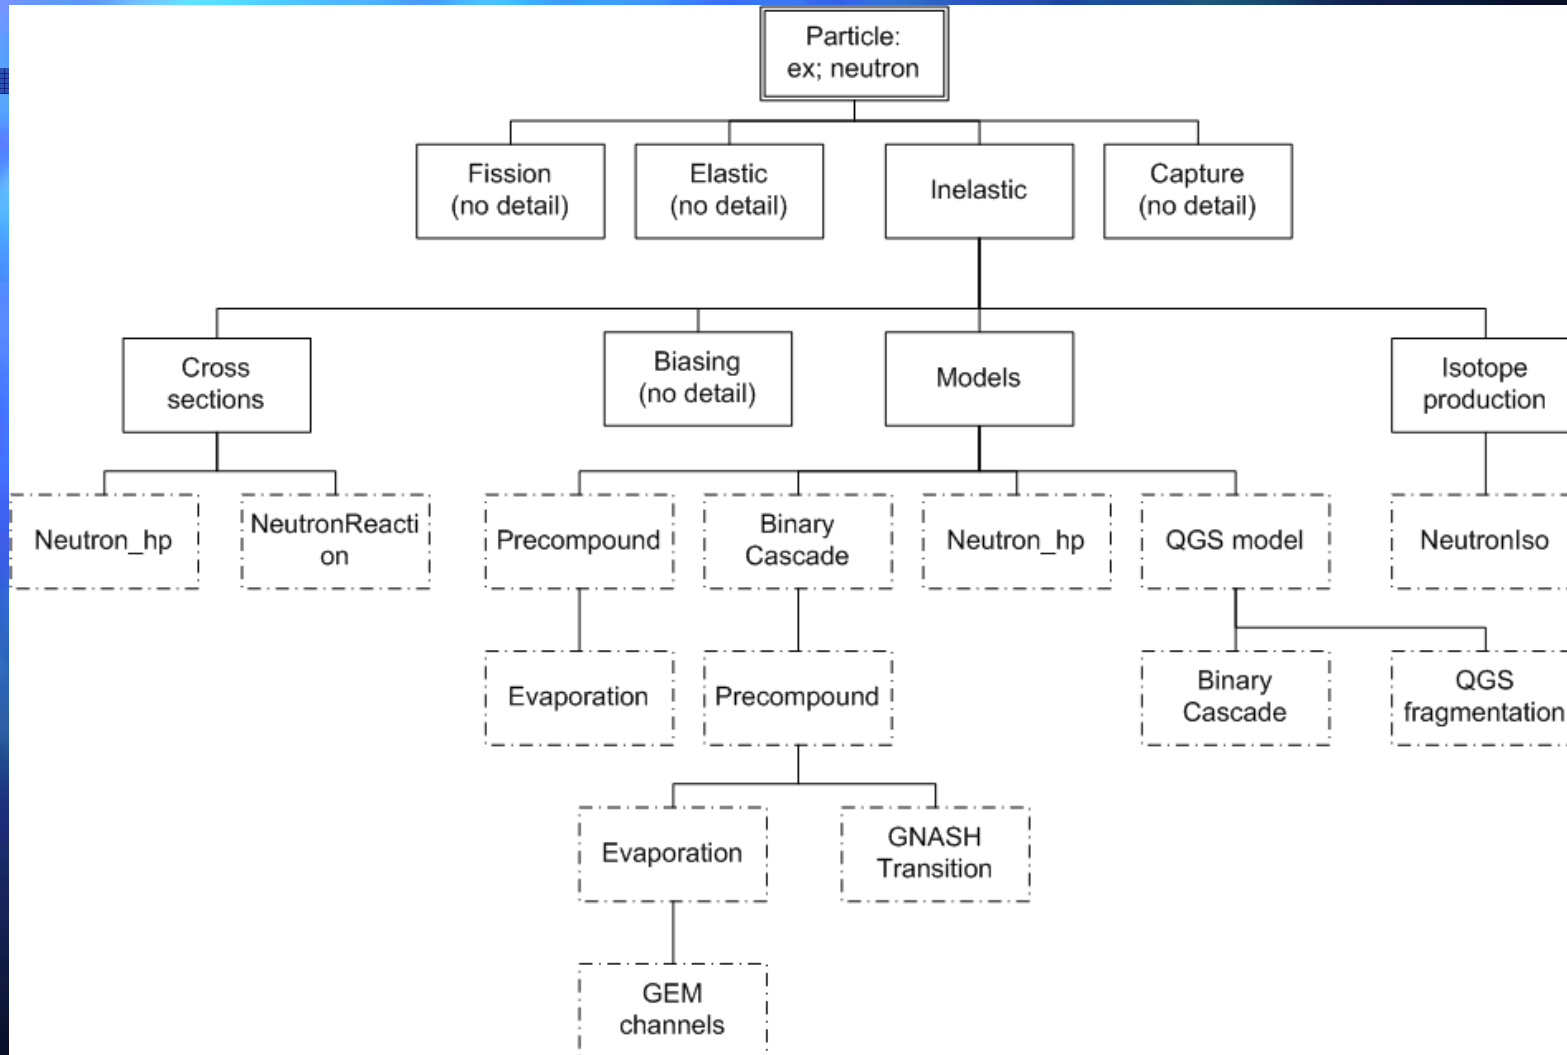 Particle:
ex; neutron
Fission
(no detail)
Elastic
(no detail)
Inelastic
Capture
(no detail)
Cross
sections
Biasing
(no detail)
Models
Isotope
production
Neutron_hp
NeutronReacti
on
Precompound
Binary
Cascade
Neutron_hp
QGS model
NeutronIso
Evaporation
Precompound
Binary
Cascade
QGS
fragmentation
Evaporation
GNASH
Transition
GEM
channels